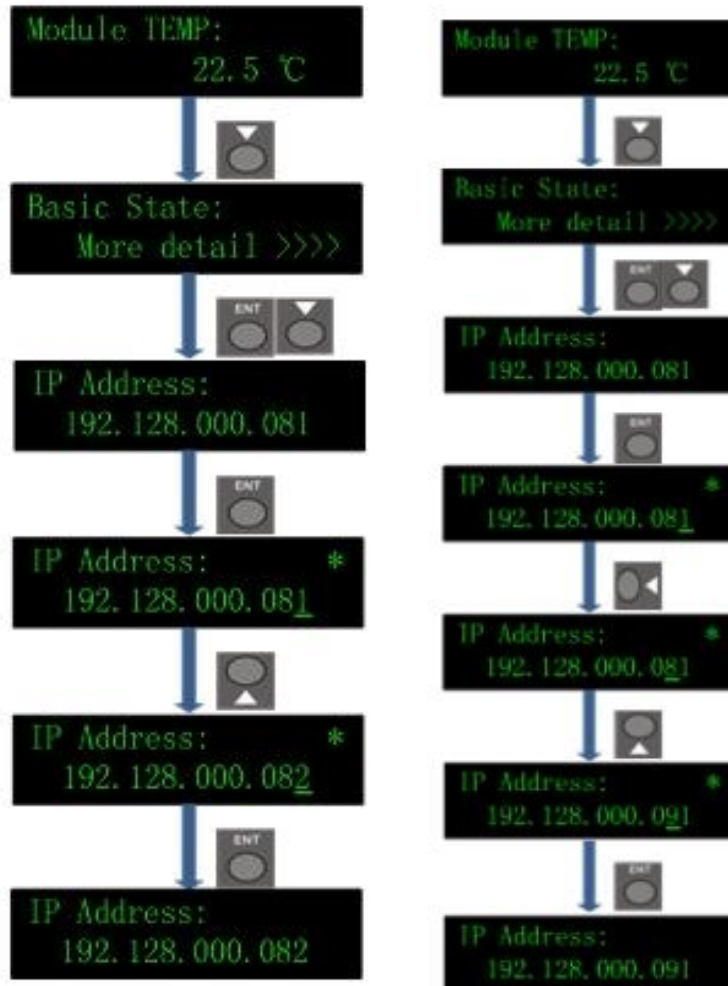 Module TEMP:
22.5 ℃
Basic State:
More detail >>>>
ENT
IP Address:
192.128.000.081
ENT
IP Address: *
192.128.000.081
IP Address: *
192.128.000.082
ENT
IP Address:
192.128.000.082
Module TEMP:
22.5 ℃
Basic State:
More detail >>>>
ENT
IP Address:
192.128.000.081
ENT
IP Address: *
192.128.000.081
IP Address: *
192.128.000.081
IP Address: *
192.128.000.091
ENT
IP Address:
192.128.000.091